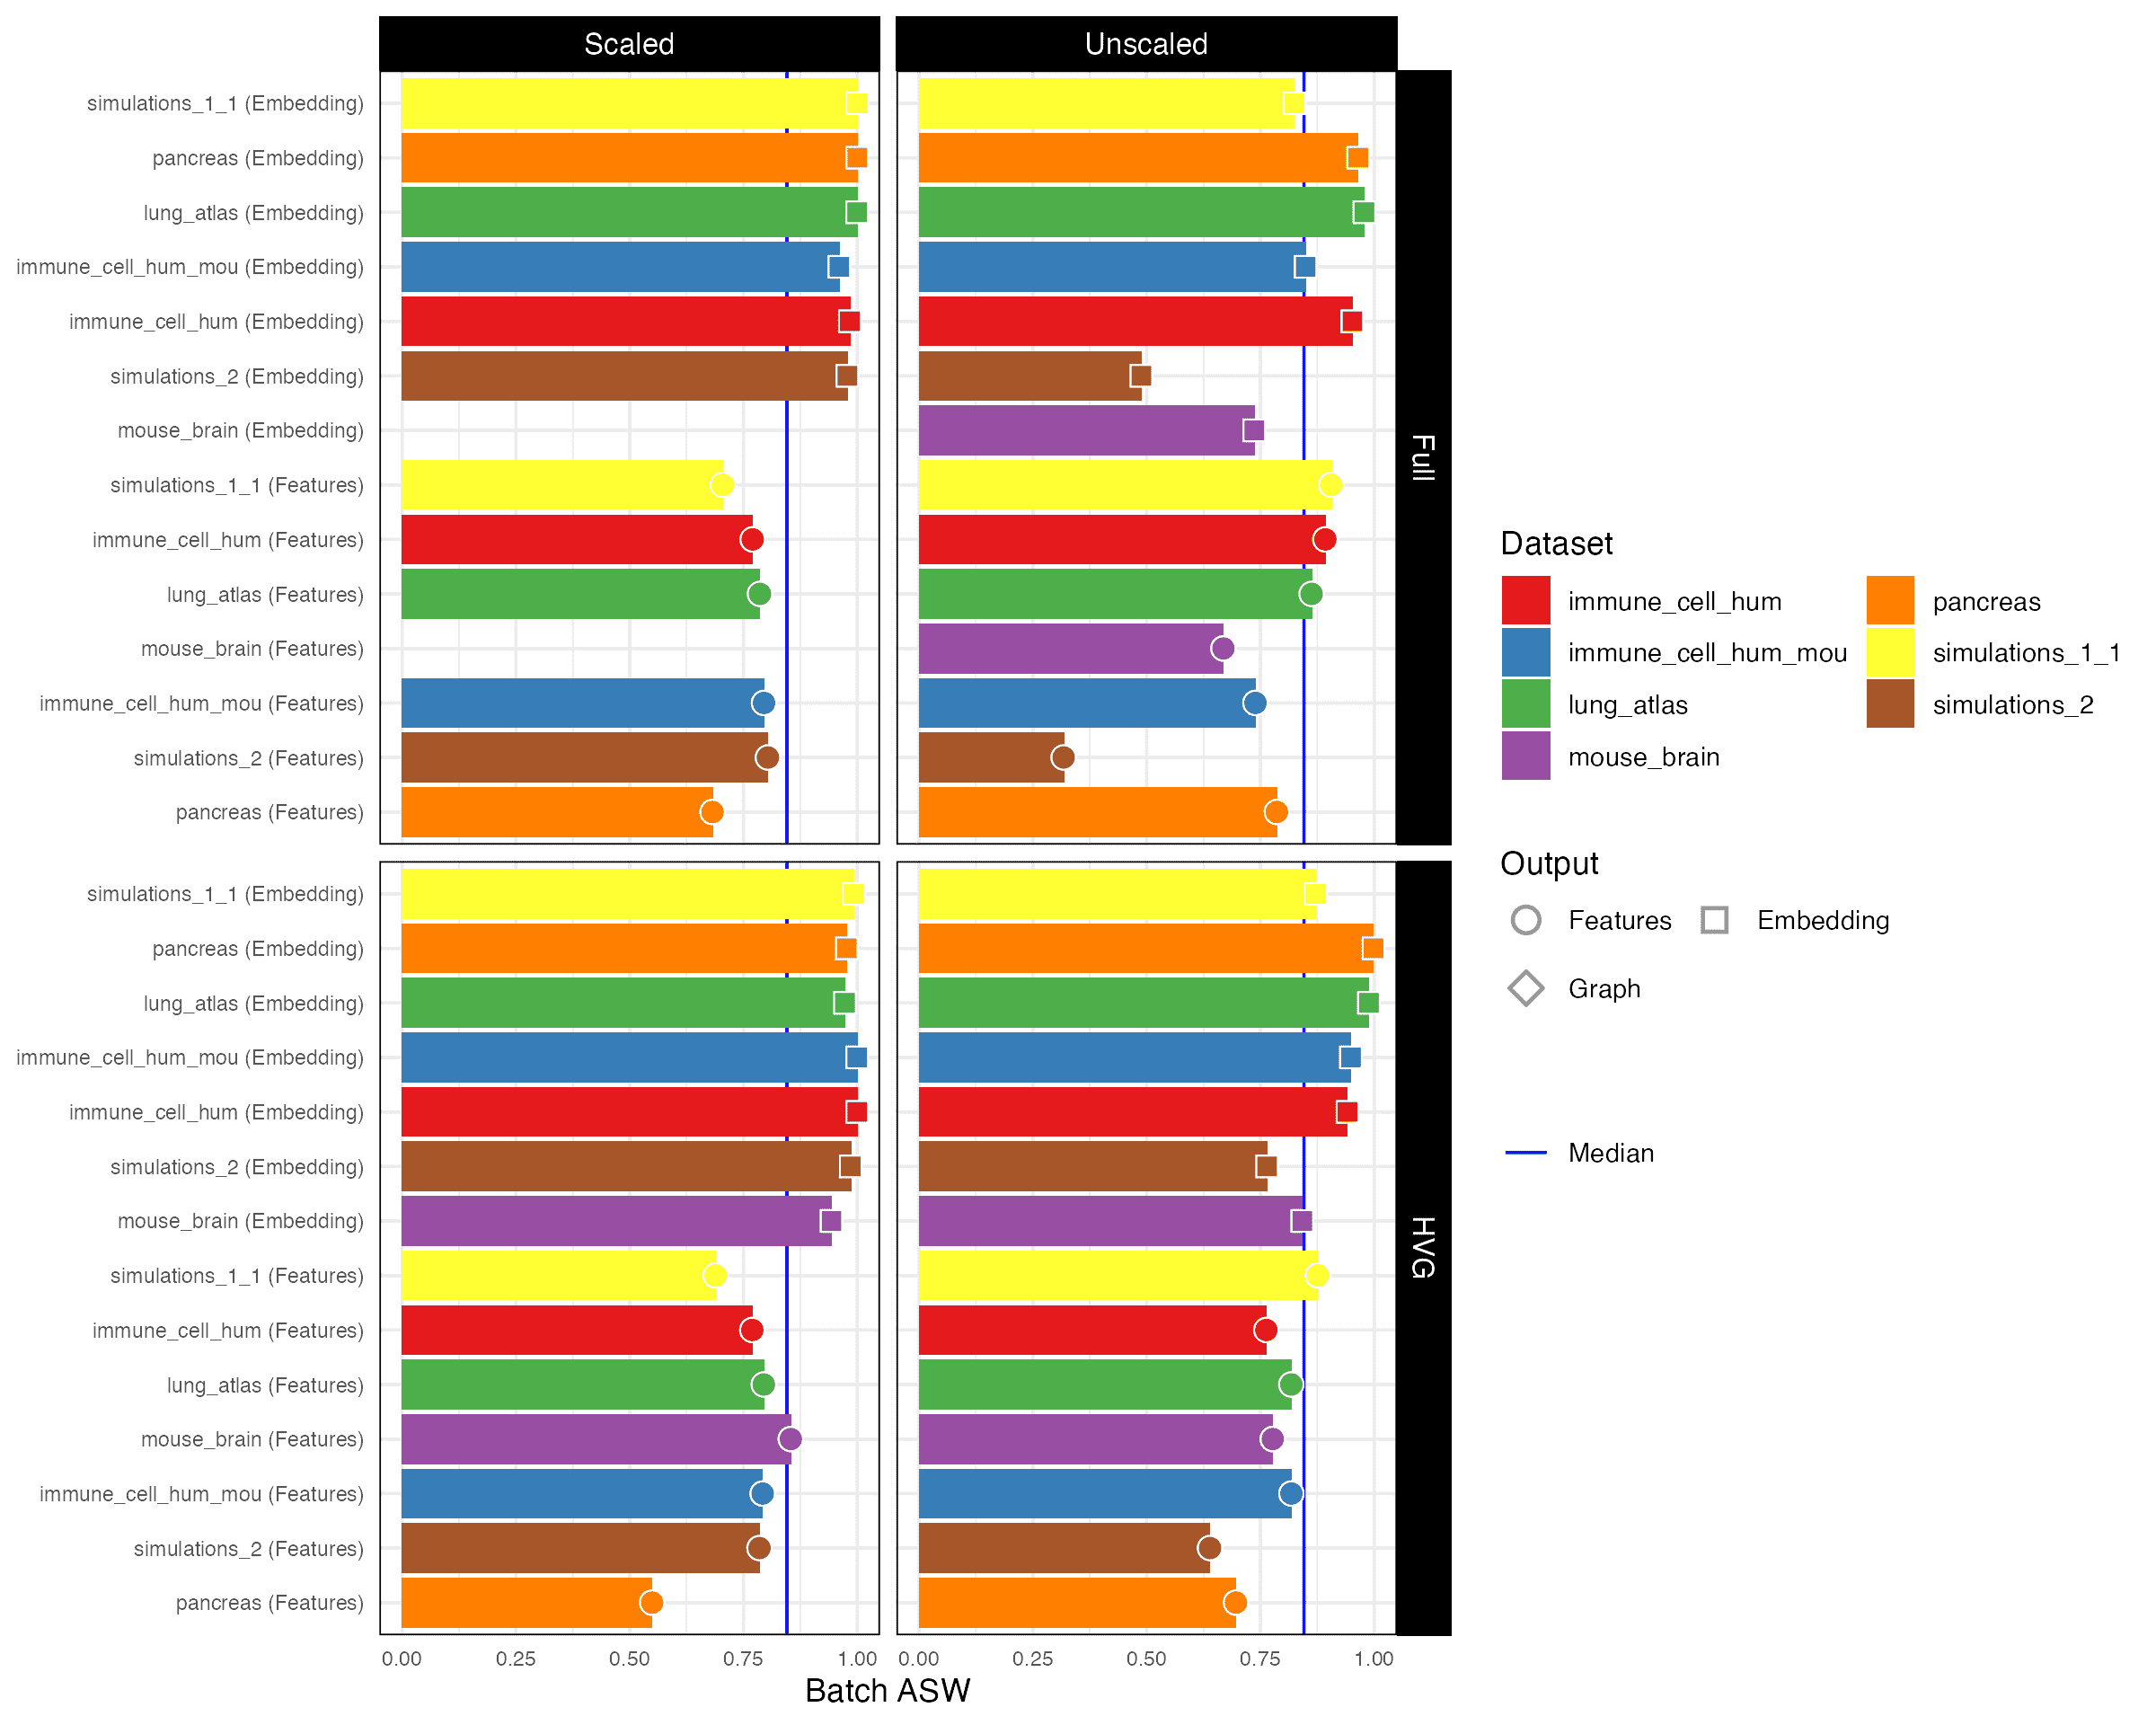 Scaled
Unscaled
simulations_1_1 (Embedding)
pancreas (Embedding)
lung_atlas (Embedding)
immune_cell_hum_mou (Embedding)
immune_cell_hum (Embedding)
simulations_2 (Embedding)
mouse_brain (Embedding)
simulations_1_1 (Features)
immune_cell_hum (Features)
lung_atlas (Features)
mouse_brain (Features)
immune_cell_hum_mou (Features)
simulations_2 (Features)
pancreas (Features)
Full
simulations_1_1 (Embedding)
pancreas (Embedding)
lung_atlas (Embedding)
immune_cell_hum_mou (Embedding)
immune_cell_hum (Embedding)
simulations_2 (Embedding)
mouse_brain (Embedding)
simulations_1_1 (Features)
immune_cell_hum (Features)
lung_atlas (Features)
mouse_brain (Features)
immune_cell_hum_mou (Features)
simulations_2 (Features)
pancreas (Features)
HVG
0.00 0.25 0.50 0.75 1.00
0.00 0.25 0.50 0.75 1.00
Batch ASW
Dataset
immune_cell_hum
immune_cell_hum_mou
lung_atlas
mouse_brain
pancreas
simulations_1_1
simulations_2
Output
Features
Embedding
Graph
Median